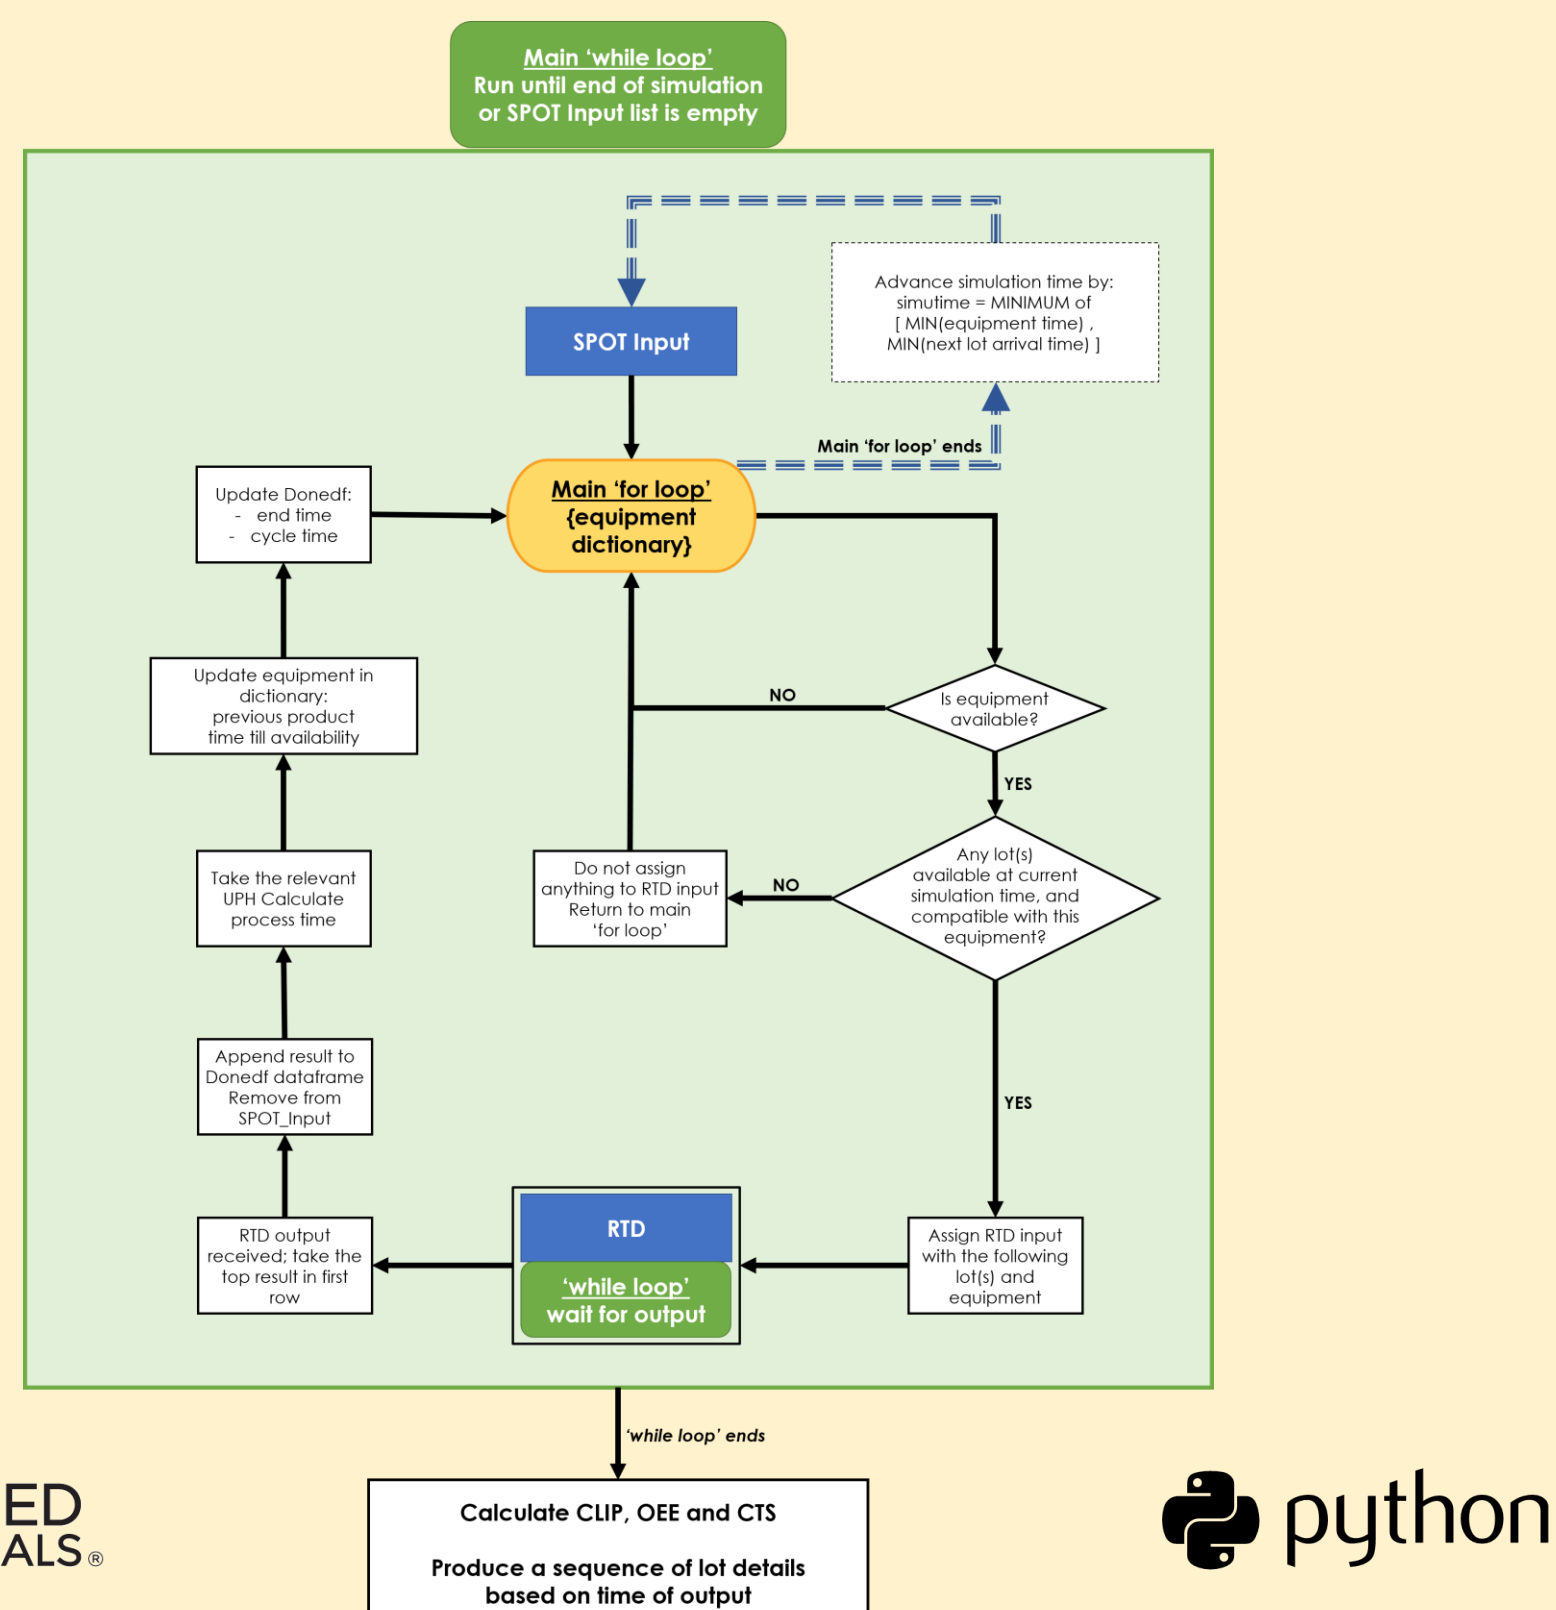 Main ‘while loop’
Run until end of simulation
or SPOT Input list is empty
Advance simulation time by:
simutime = MINIMUM of
[ MIN(equipment time) ,
MIN(next lot arrival time) ]
SPOT Input
Main ‘for loop’ ends
Update Donedf:
- end time
- cycle time
Main ‘for loop’
{equipment
dictionary}
Update equipment in
dictionary:
previous product
time till availability
NO
Is equipment
available?
YES
Take the relevant
UPH Calculate
process time
Do not assign
anything to RTD input
Return to main
‘for loop’
NO
Any lot(s)
available at current
simulation time, and
compatible with this
equipment?
Append result to
Donedf dataframe
Remove from
SPOT_Input
YES
RTD output
received; take the
top result in first
row
RTD
‘while loop’
wait for output
Assign RTD input
with the following
lot(s) and
equipment
‘while loop’ ends
Calculate CLIP, OEE and CTS
Produce a sequence of lot details
based on time of output
ED
ALS®
python